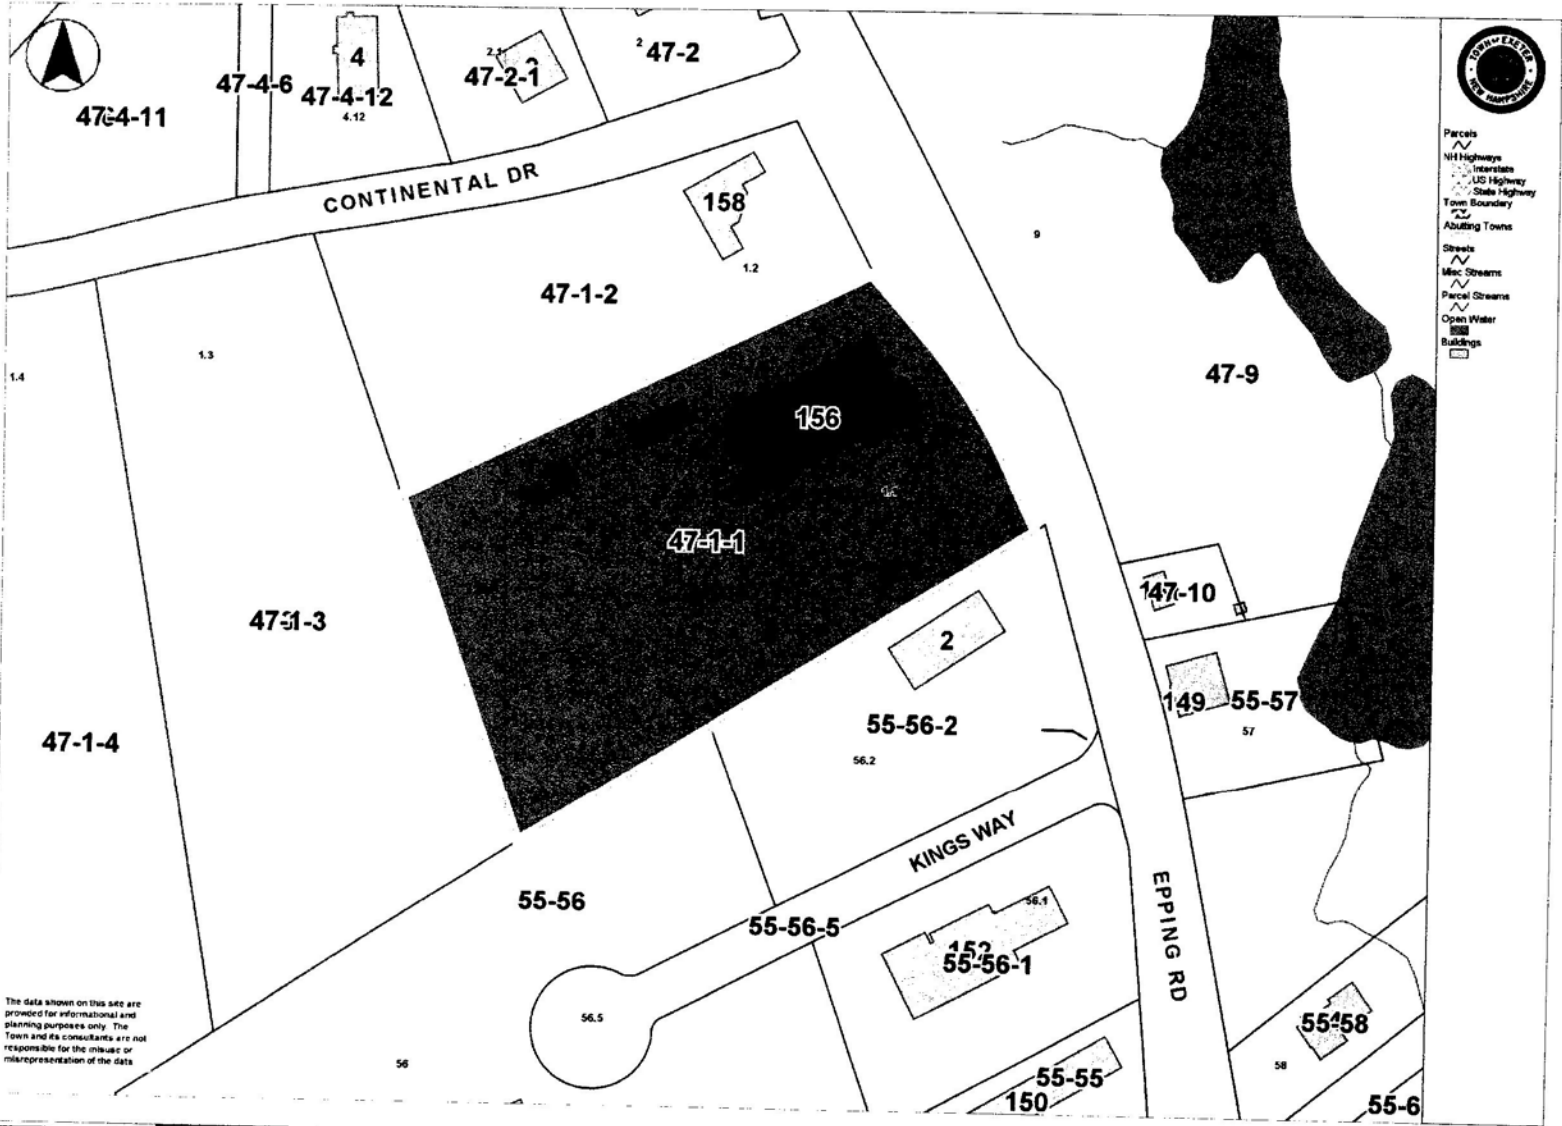 4
47-4-6
47-4-12
4.12
47-4-11
2.1
47-2-1
2
47-2
CONTINENTAL DR
158
1.2
47-1-2
9
47-9
1.3
1.4
156
47-1-1
47-1-3
47-1-4
47-10
2
55-56-2
56.2
149
55-57
57
KINGS WAY
EPPING RD
55-56
55-56-5
56.1
152
55-56-1
56.5
56
55-58
58
55-55
150
55-6
TOWN OF EXETER
NEW HAMPSHIRE
Parcels
NH Highways
Interstate
US Highway
State Highway
Town Boundary
Abutting Towns
Streets
Misc Streams
Parcel Streams
Open Water
Buildings
The data shown on this site are
provided for informational and
planning purposes only. The
Town and its consultants are not
responsible for the misuse or
misrepresentation of the data